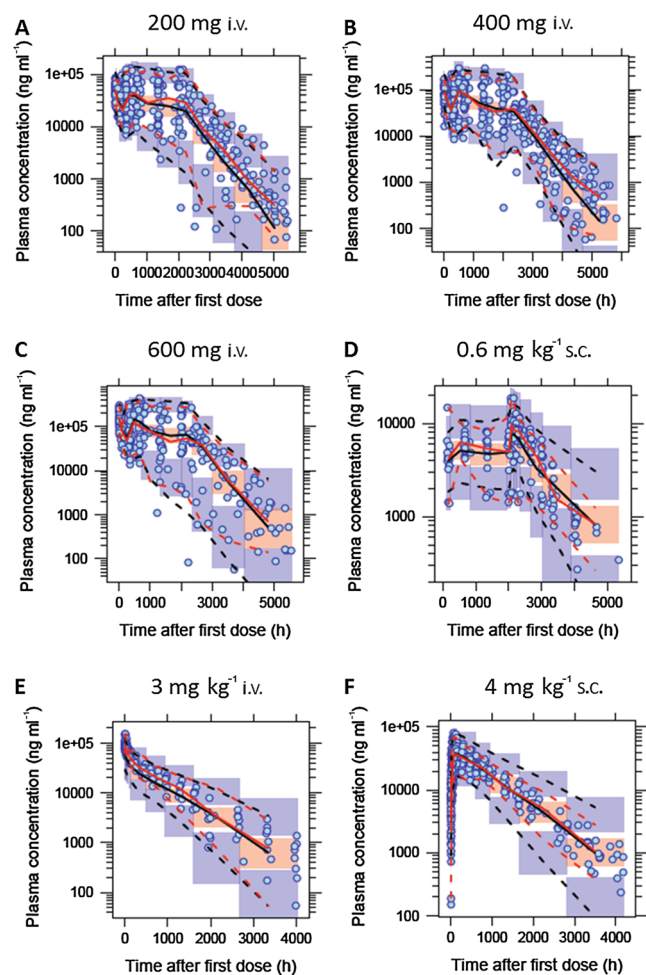 A 200 mg i.v.
Plasma concentration (ng ml⁻¹)
1e+05
10000
1000
100
0 1000 2000 3000 4000 5000
Time after first dose
B 400 mg i.v.
Plasma concentration (ng ml⁻¹)
1e+05
10000
1000
100
0 1000 3000 5000
Time after first dose (h)
C 600 mg i.v.
Plasma concentration (ng ml⁻¹)
1e+05
10000
1000
100
0 1000 3000 5000
Time after first dose (h)
D 0.6 mg kg⁻¹ s.c.
Plasma concentration (ng ml⁻¹)
10000
1000
0 1000 3000 5000
Time after first dose (h)
E 3 mg kg⁻¹ i.v.
Plasma concentration (ng ml⁻¹)
1e+05
10000
1000
100
0 1000 2000 3000 4000
Time after first dose (h)
F 4 mg kg⁻¹ s.c.
Plasma concentration (ng ml⁻¹)
1e+05
10000
1000
100
0 1000 2000 3000 4000
Time after first dose (h)